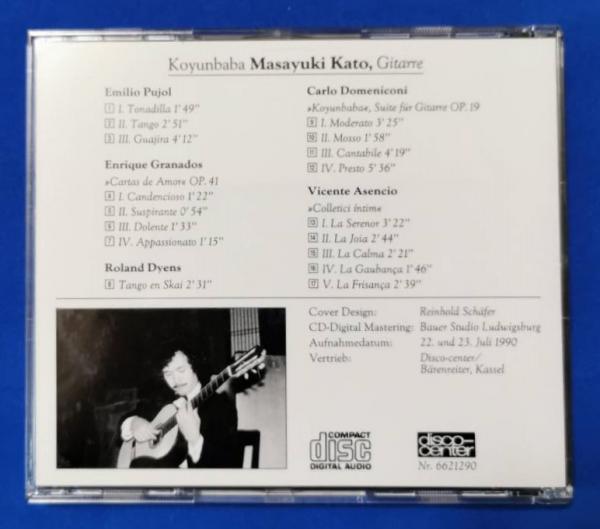 Koyunbaba Masayuki Kato, Gitarre
Emilio Pujol
1 I. Tonadilla 1' 49"
2 II. Tango 2' 51"
3 III. Guajira 4' 12"
Enrique Granados
»Cartas de Amor« OP. 41
4 I. Candencioso 1' 22"
5 II. Suspirante 0' 54"
6 III. Dolente 1' 33"
7 IV. Appassionato 1' 15"
Roland Dyens
8 Tango en Skai 2' 31"
Carlo Domeniconi
»Koyunbaba«, Suite für Gitarre OP. 19
9 I. Moderato 3' 25"
10 II. Mosso 1' 58"
11 III. Cantabile 4' 19"
12 IV. Presto 5' 36"
Vicente Asencio
»Colletici íntim«
13 I. La Serenor 3' 22"
14 II. La Joia 2' 44"
15 III. La Calma 2' 21"
16 IV. La Gaubança 1' 46"
17 V. La Frisança 2' 39"
Cover Design: Reinhold Schäfer
CD-Digital Mastering: Bauer Studio Ludwigsburg
Aufnahmedatum: 22. und 23. Juli 1990
Vertrieb: Disco-center/
Bärenreiter, Kassel
COMPACT
disc
DIGITAL AUDIO
disco-
center
Nr. 6621290